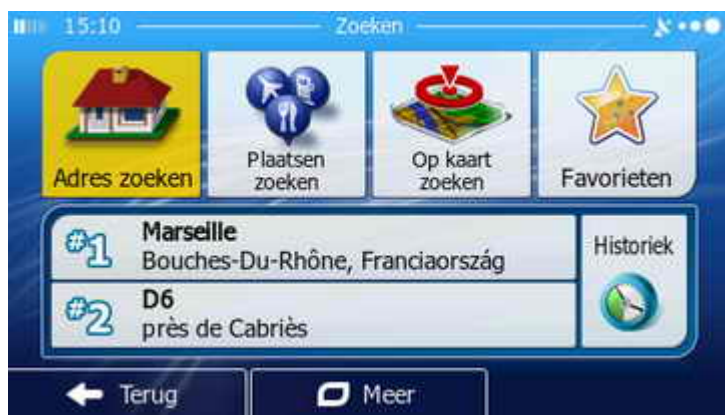 15:10 Zoeken
Adres zoeken
Plaatsen
zoeken
Op kaart
zoeken
Favorieten
#1 Marseille
Bouches-Du-Rhône, Franciaország
#2 D6
près de Cabriès
Historiek
Terug
Meer